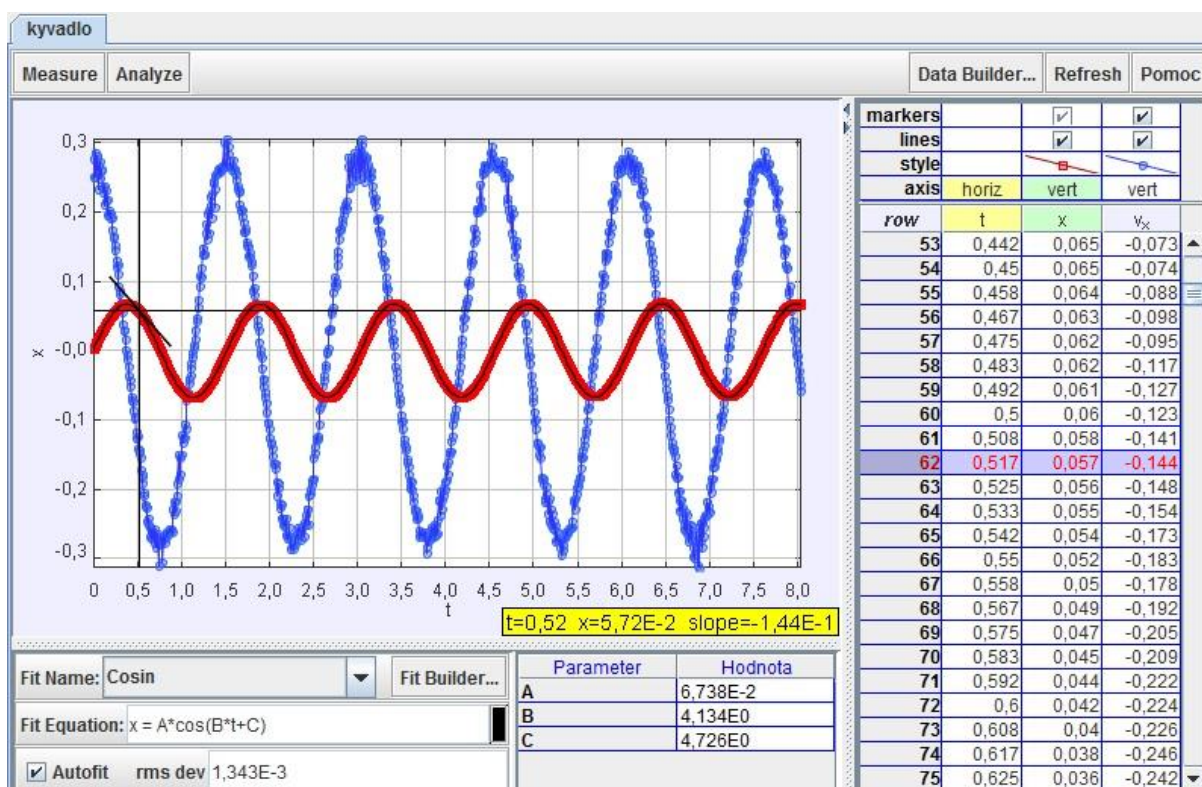 kyvadlo
Measure Analyze Data Builder... Refresh Pomoc
markers
lines
style
axis horiz vert vert
row t x vx
53 0,442 0,065 -0,073
54 0,45 0,065 -0,074
55 0,458 0,064 -0,088
56 0,467 0,063 -0,098
57 0,475 0,062 -0,095
58 0,483 0,062 -0,117
59 0,492 0,061 -0,127
60 0,5 0,06 -0,123
61 0,508 0,058 -0,141
62 0,517 0,057 -0,144
63 0,525 0,056 -0,148
64 0,533 0,055 -0,154
65 0,542 0,054 -0,173
66 0,55 0,052 -0,183
67 0,558 0,05 -0,178
68 0,567 0,049 -0,192
69 0,575 0,047 -0,205
70 0,583 0,045 -0,209
71 0,592 0,044 -0,222
72 0,6 0,042 -0,224
73 0,608 0,04 -0,226
74 0,617 0,038 -0,246
75 0,625 0,036 -0,242
0,3
0,2
0,1
-0,0
-0,1
-0,2
-0,3
x
0 0,5 1,0 1,5 2,0 2,5 3,0 3,5 4,0 4,5 5,0 5,5 6,0 6,5 7,0 7,5 8,0
t
t=0,52 x=5,72E-2 slope=-1,44E-1
Fit Name: Cosin Fit Builder...
Fit Equation: x = A*cos(B*t+C)
Autofit rms dev 1,343E-3
Parameter Hodnota
A 6,738E-2
B 4,134E0
C 4,726E0